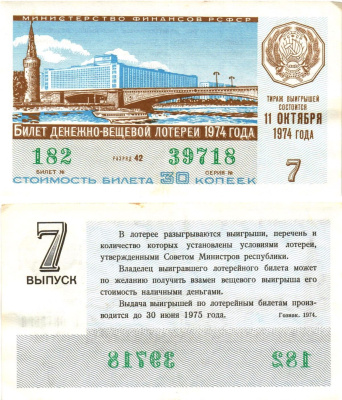 МИНИСТЕРСТВО ФИНАНСОВ РСФСР
ТИРАЖ ВЫИГРЫШЕЙ
СОСТОИТСЯ
11 ОКТЯБРЯ
1974 ГОДА
БИЛЕТ ДЕНЕЖНО-ВЕЩЕВОЙ ЛОТЕРЕИ 1974 ГОДА
182 РАЗРЯД 42 39718 7
БИЛЕТ № СЕРИЯ №
СТОИМОСТЬ БИЛЕТА 30 КОПЕЕК
7
ВЫПУСК
В лотерее разыгрываются выигрыши, перечень и
количество которых установлены условиями лотереи,
утвержденными Советом Министров республики.
Владелец выигравшего лотерейного билета может
по желанию получить взамен вещевого выигрыша его
стоимость наличными деньгами.
Выдача выигрышей по лотерейным билетам произ-
водится до 30 июня 1975 года. Гознак. 1974.
39718 182